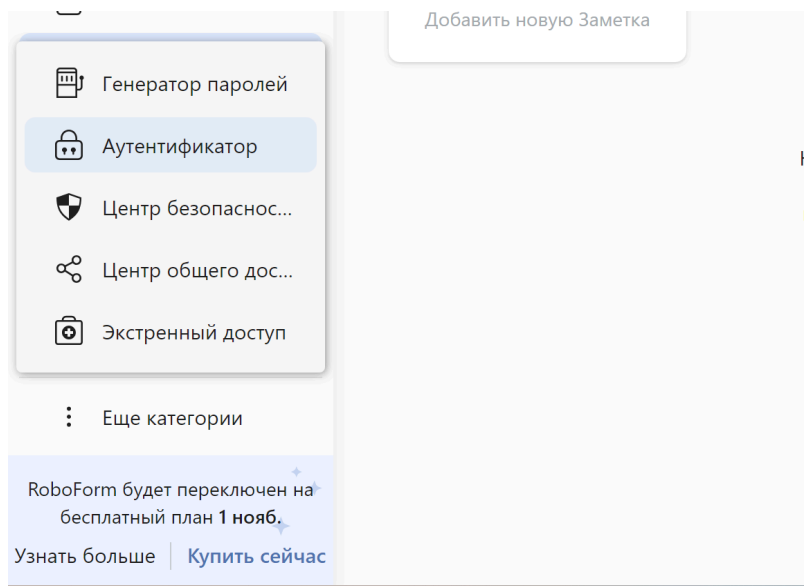 Добавить новую Заметка
Генератор паролей
Аутентификатор
Центр безопаснос...
Центр общего дос...
Экстренный доступ
Еще категории
RoboForm будет переключен на
бесплатный план 1 нояб.
Узнать больше
Купить сейчас